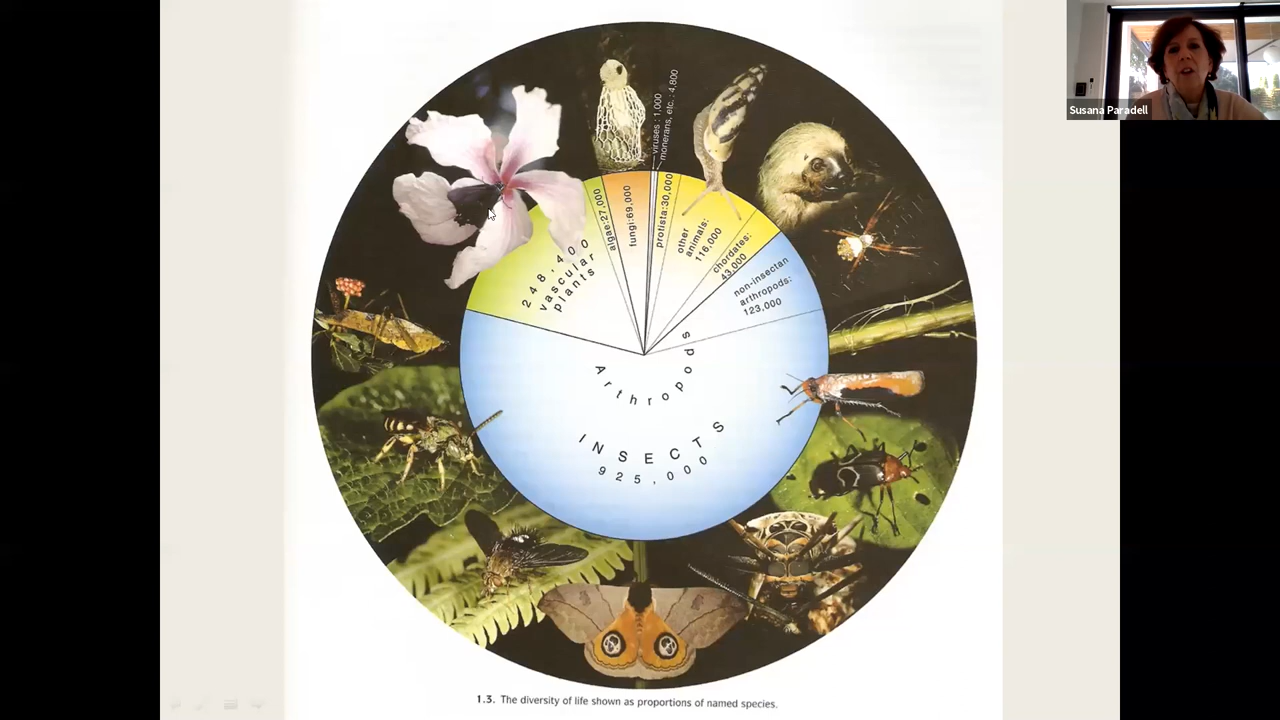 Susana Paradell
viruses : 1,000
monerans, etc. : 4,800
248,400
vascular
plants
algae:27,000
fungi:69,000
protista:30,000
other
animals:
116,000
chordates:
43,000
non-insectan
arthropods:
123,000
Arthropods
INSECTS
925,000
1.3. The diversity of life shown as proportions of named species.